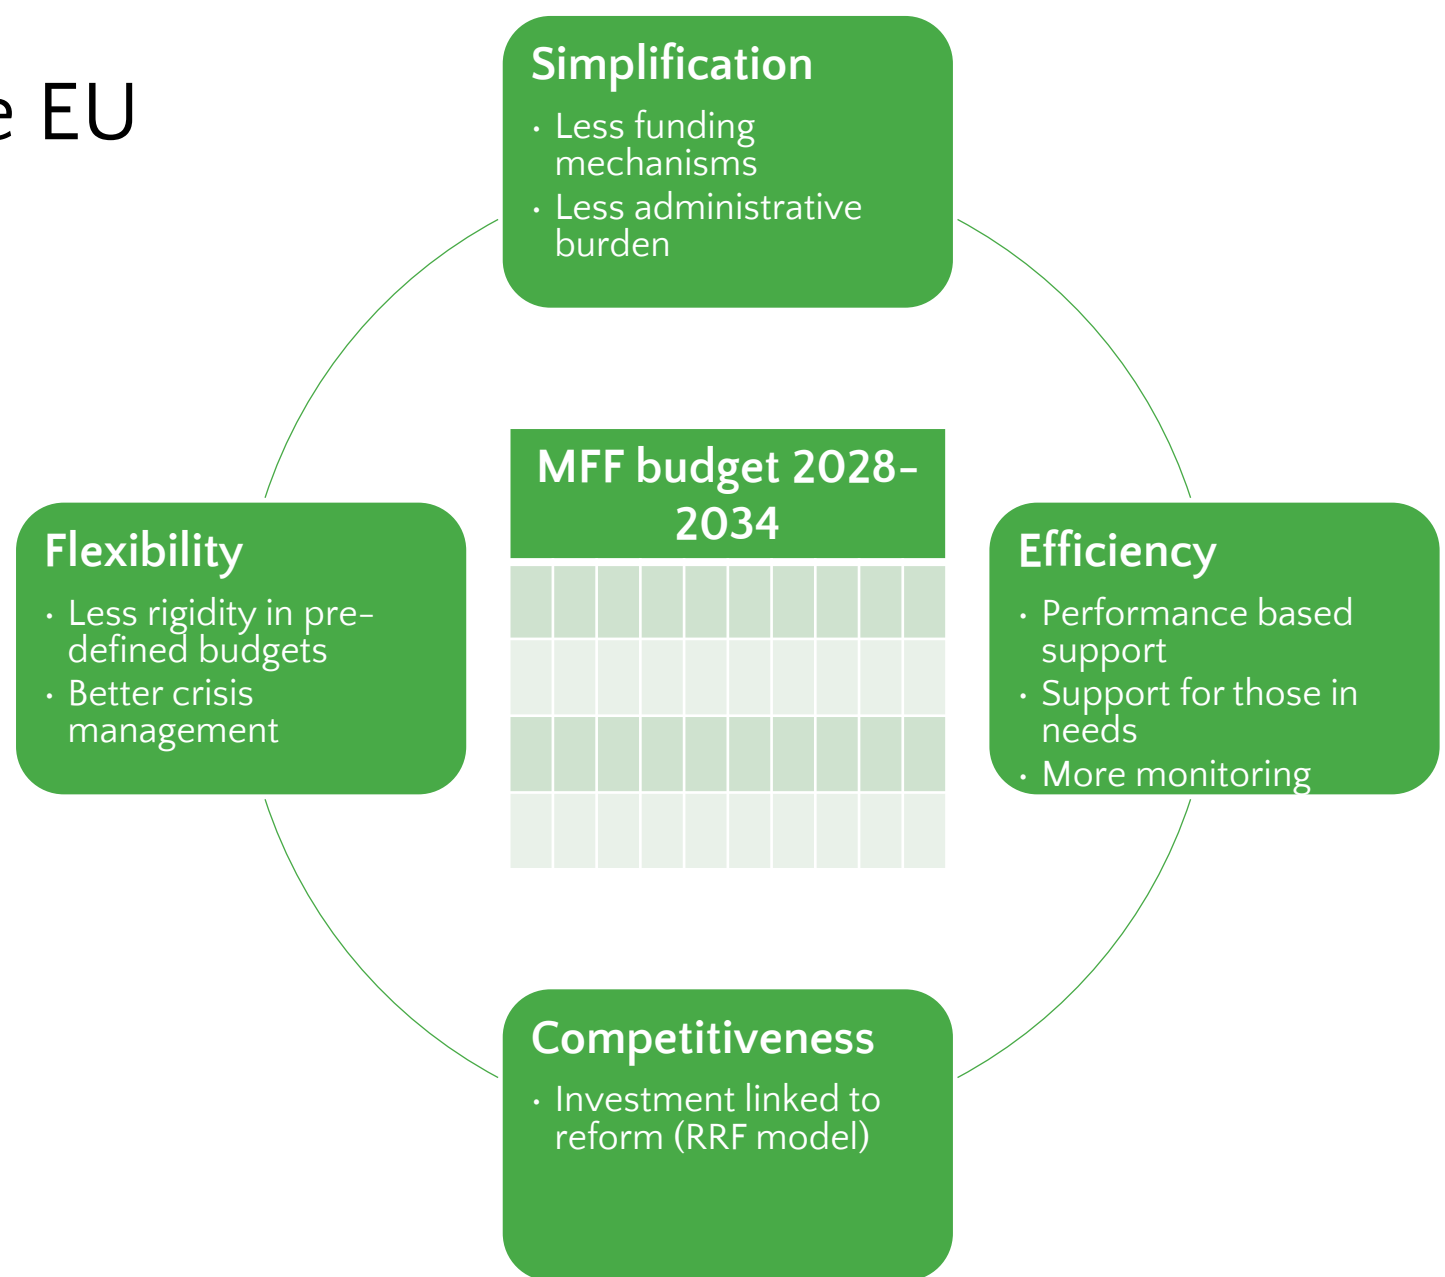 e EU
Simplification
· Less funding
mechanisms
· Less administrative
burden
MFF budget 2028-
2034
Flexibility
· Less rigidity in pre-
defined budgets
· Better crisis
management
Efficiency
· Performance based
support
· Support for those in
needs
· More monitoring
Competitiveness
· Investment linked to
reform (RRF model)